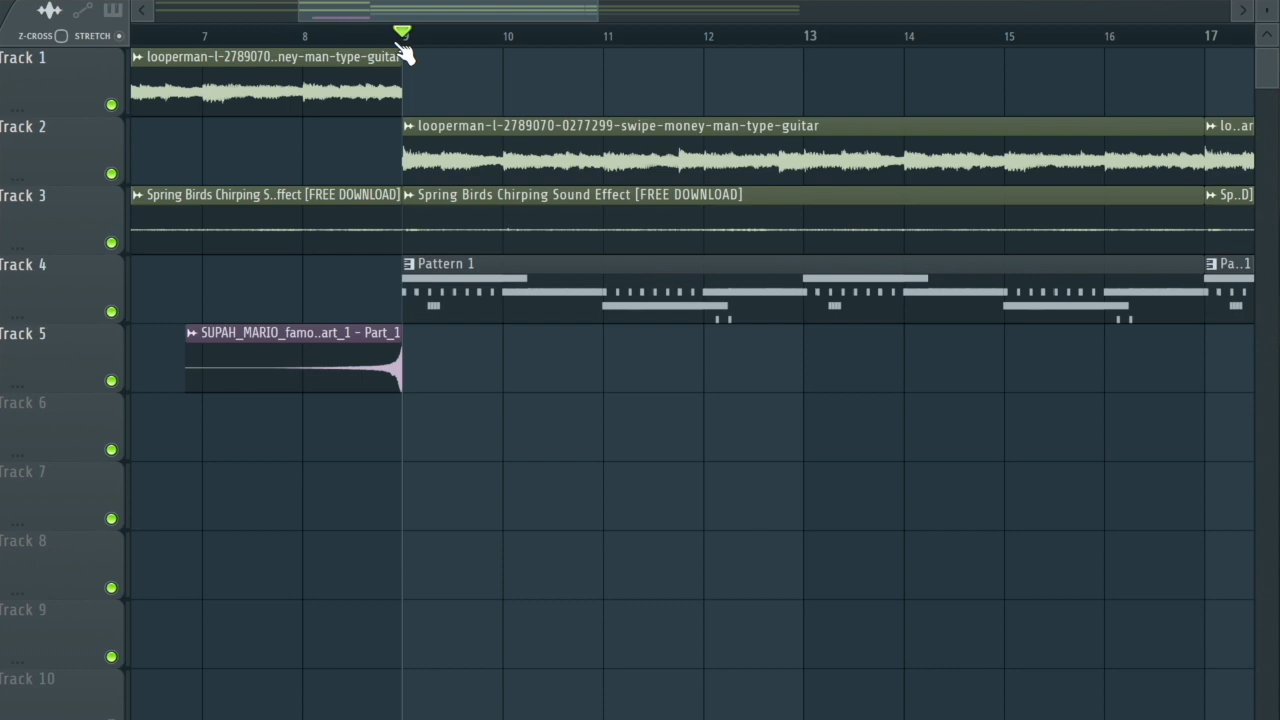 Z-CROSS STRETCH
7 8 9 10 11 12 13 14 15 16 17
Track 1
looperman-l-2789070..ney-man-type-guitar
Track 2
looperman-l-2789070-0277299-swipe-money-man-type-guitar
lo..ar
Track 3
Spring Birds Chirping S..ffect [FREE DOWNLOAD]
Spring Birds Chirping Sound Effect [FREE DOWNLOAD]
Sp..D]
Track 4
Pattern 1
Pa..1
Track 5
SUPAH_MARIO_famo..art_1 - Part_1
Track 6
Track 7
Track 8
Track 9
Track 10